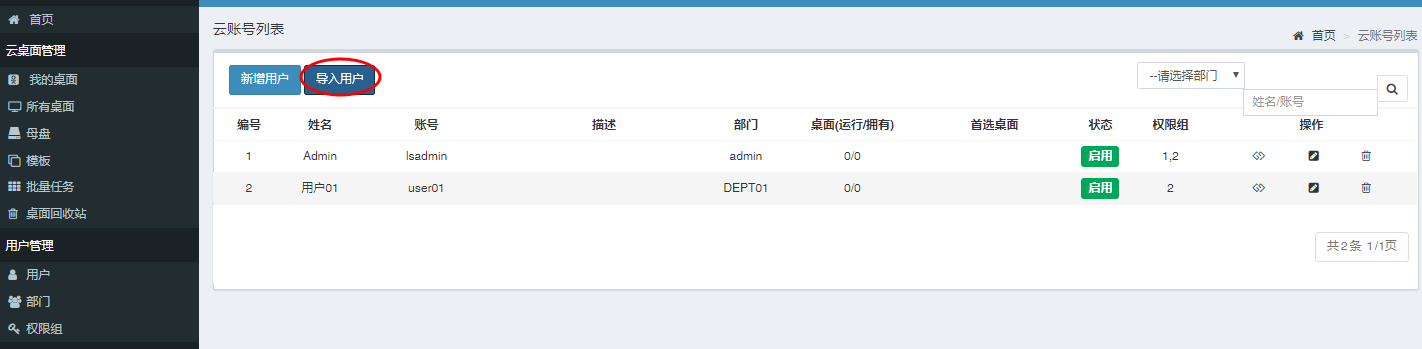 首页
云桌面管理
我的桌面
所有桌面
母盘
模板
批量任务
桌面回收站
用户管理
用户
部门
权限组
云账号列表
首页 > 云账号列表
新增用户 导入用户
--请选择部门
姓名/账号
编号 姓名 账号 描述 部门 桌面(运行/拥有) 首选桌面 状态 权限组 操作
1 Admin lsadmin admin 0/0 启用 1,2
2 用户01 user01 DEPT01 0/0 启用 2
共2条 1/1页